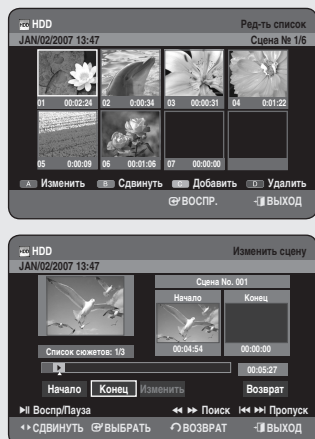 HDD Ред-ть список
JAN/02/2007 13:47 Сцена № 1/6
01 0:02:24 02 0:00:34 03 00:00:31 04 0:01:22
05 0:00:09 06 00:01:06 07 00:00:00
A Изменить B Сдвинуть C Добавить D Удалить
ВОСПР. ВЫХОД
HDD Изменить сцену
JAN/02/2007 13:47
Сцена No. 001
Начало Конец
Список сюжетов: 1/3 00:04:54 00:00:00
00:05:27
Начало Конец Изменить Возврат
Воспр/Пауза Поиск Пропуск
СДВИНУТЬ ВЫБРАТЬ ВОЗВРАТ ВЫХОД